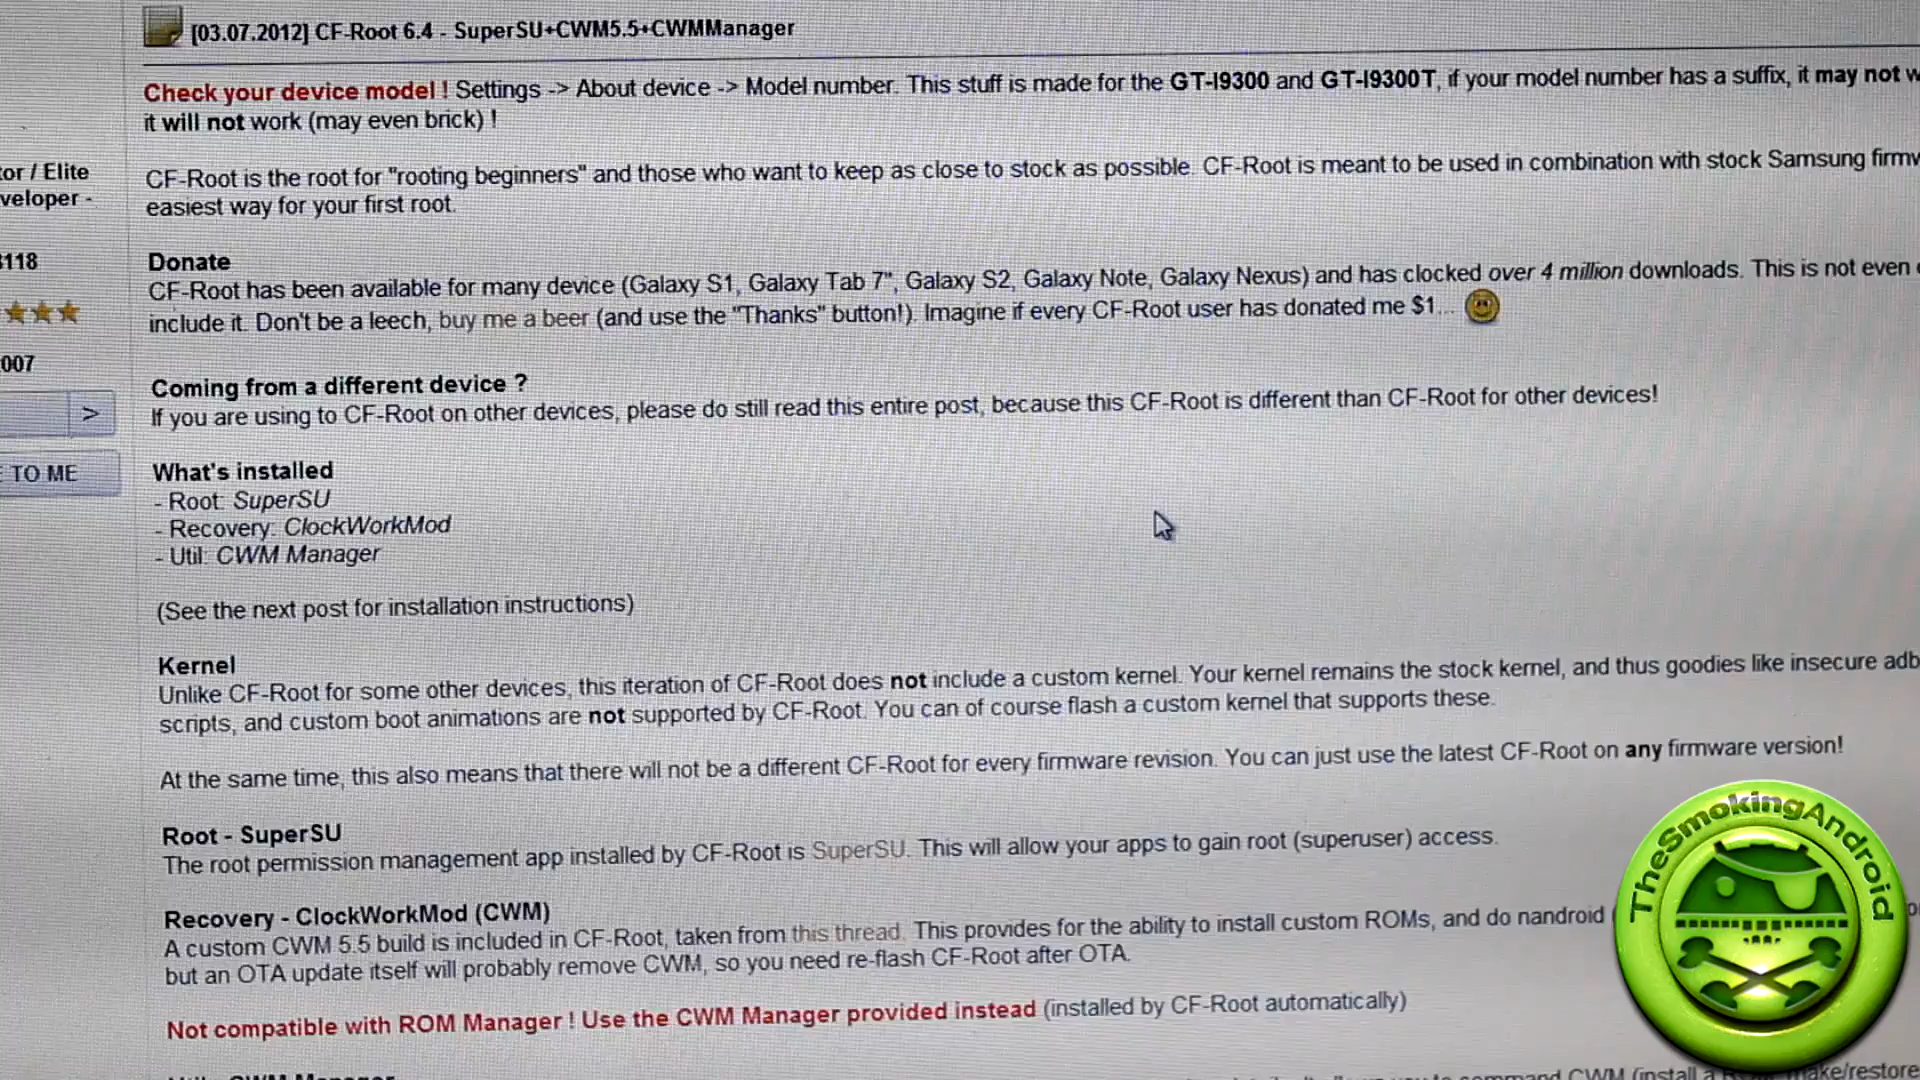 [03.07.2012] CF-Root 6.4 - SuperSU+CWM5.5+CWMManager
Check your device model ! Settings -> About device -> Model number. This stuff is made for the GT-I9300 and GT-I9300T, if your model number has a suffix, it may not
it will not work (may even brick) !
tor / Elite
veloper -
CF-Root is the root for "rooting beginners" and those who want to keep as close to stock as possible. CF-Root is meant to be used in combination with stock Samsung firmw
easiest way for your first root.
118
Donate
CF-Root has been available for many device (Galaxy S1, Galaxy Tab 7", Galaxy S2, Galaxy Note, Galaxy Nexus) and has clocked over 4 million downloads. This is not even
include it. Don't be a leech, buy me a beer (and use the "Thanks" button!). Imagine if every CF-Root user has donated me $1...
007
>
Coming from a different device ?
If you are using to CF-Root on other devices, please do still read this entire post, because this CF-Root is different than CF-Root for other devices!
TO ME
What's installed
- Root: SuperSU
- Recovery: ClockWorkMod
- Util: CWM Manager
(See the next post for installation instructions)
Kernel
Unlike CF-Root for some other devices, this iteration of CF-Root does not include a custom kernel. Your kernel remains the stock kernel, and thus goodies like insecure adb
scripts, and custom boot animations are not supported by CF-Root. You can of course flash a custom kernel that supports these.
At the same time, this also means that there will not be a different CF-Root for every firmware revision. You can just use the latest CF-Root on any firmware version!
Root - SuperSU
The root permission management app installed by CF-Root is SuperSU. This will allow your apps to gain root (superuser) access.
Recovery - ClockWorkMod (CWM)
A custom CWM 5.5 build is included in CF-Root, taken from this thread. This provides for the ability to install custom ROMs, and do nandroid
but an OTA update itself will probably remove CWM, so you need re-flash CF-Root after OTA.
Not compatible with ROM Manager ! Use the CWM Manager provided instead (installed by CF-Root automatically)
command CWM (install a
make/restore
TheSmokingAndroid